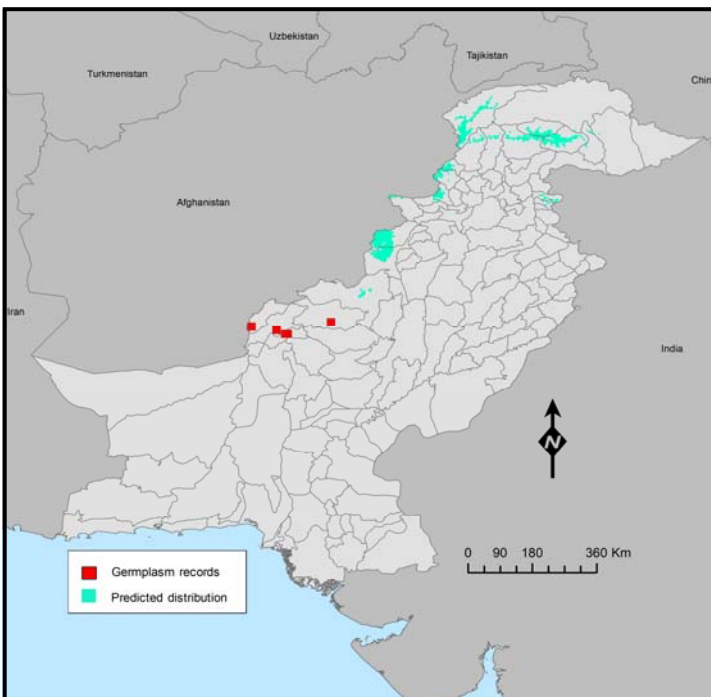 Uzbekistan
Tajikistan
Turkmenistan
Chin
Afghanistan
Iran
India
N
0 90 180 360 Km
Germplasm records
Predicted distribution